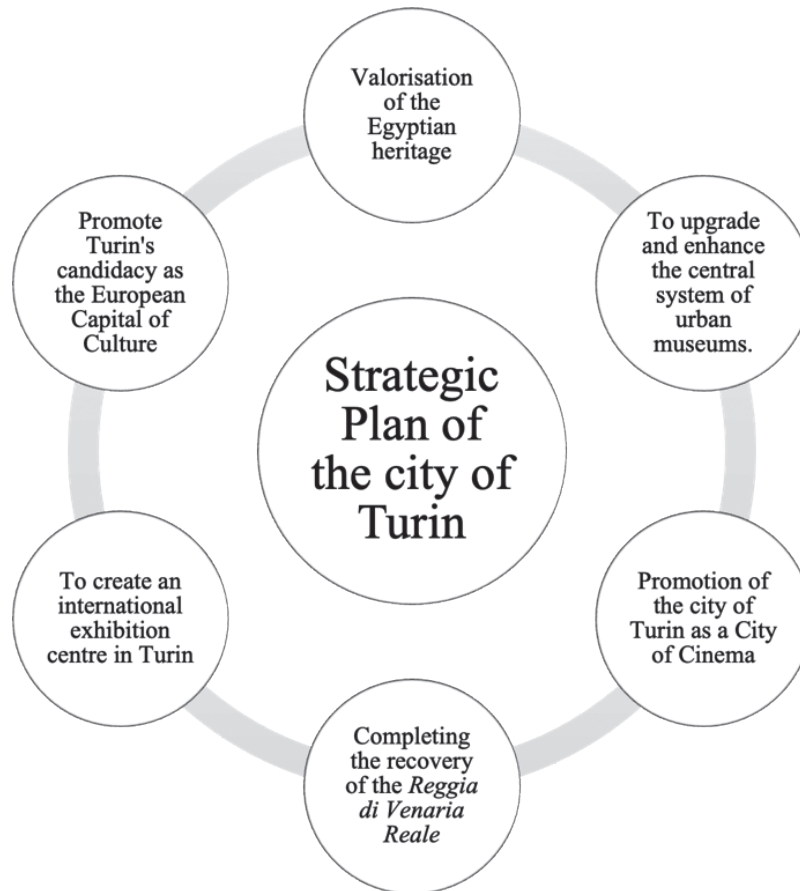 Valorisation
of the
Egyptian
heritage
To upgrade
and enhance
the central
system of
urban
museums.
Promotion of
the city of
Turin as a City
of Cinema
Completing
the recovery
of the Reggia
di Venaria
Reale
To create an
international
exhibition
centre in Turin
Promote
Turin's
candidacy as
the European
Capital of
Culture
Strategic
Plan of
the city of
Turin